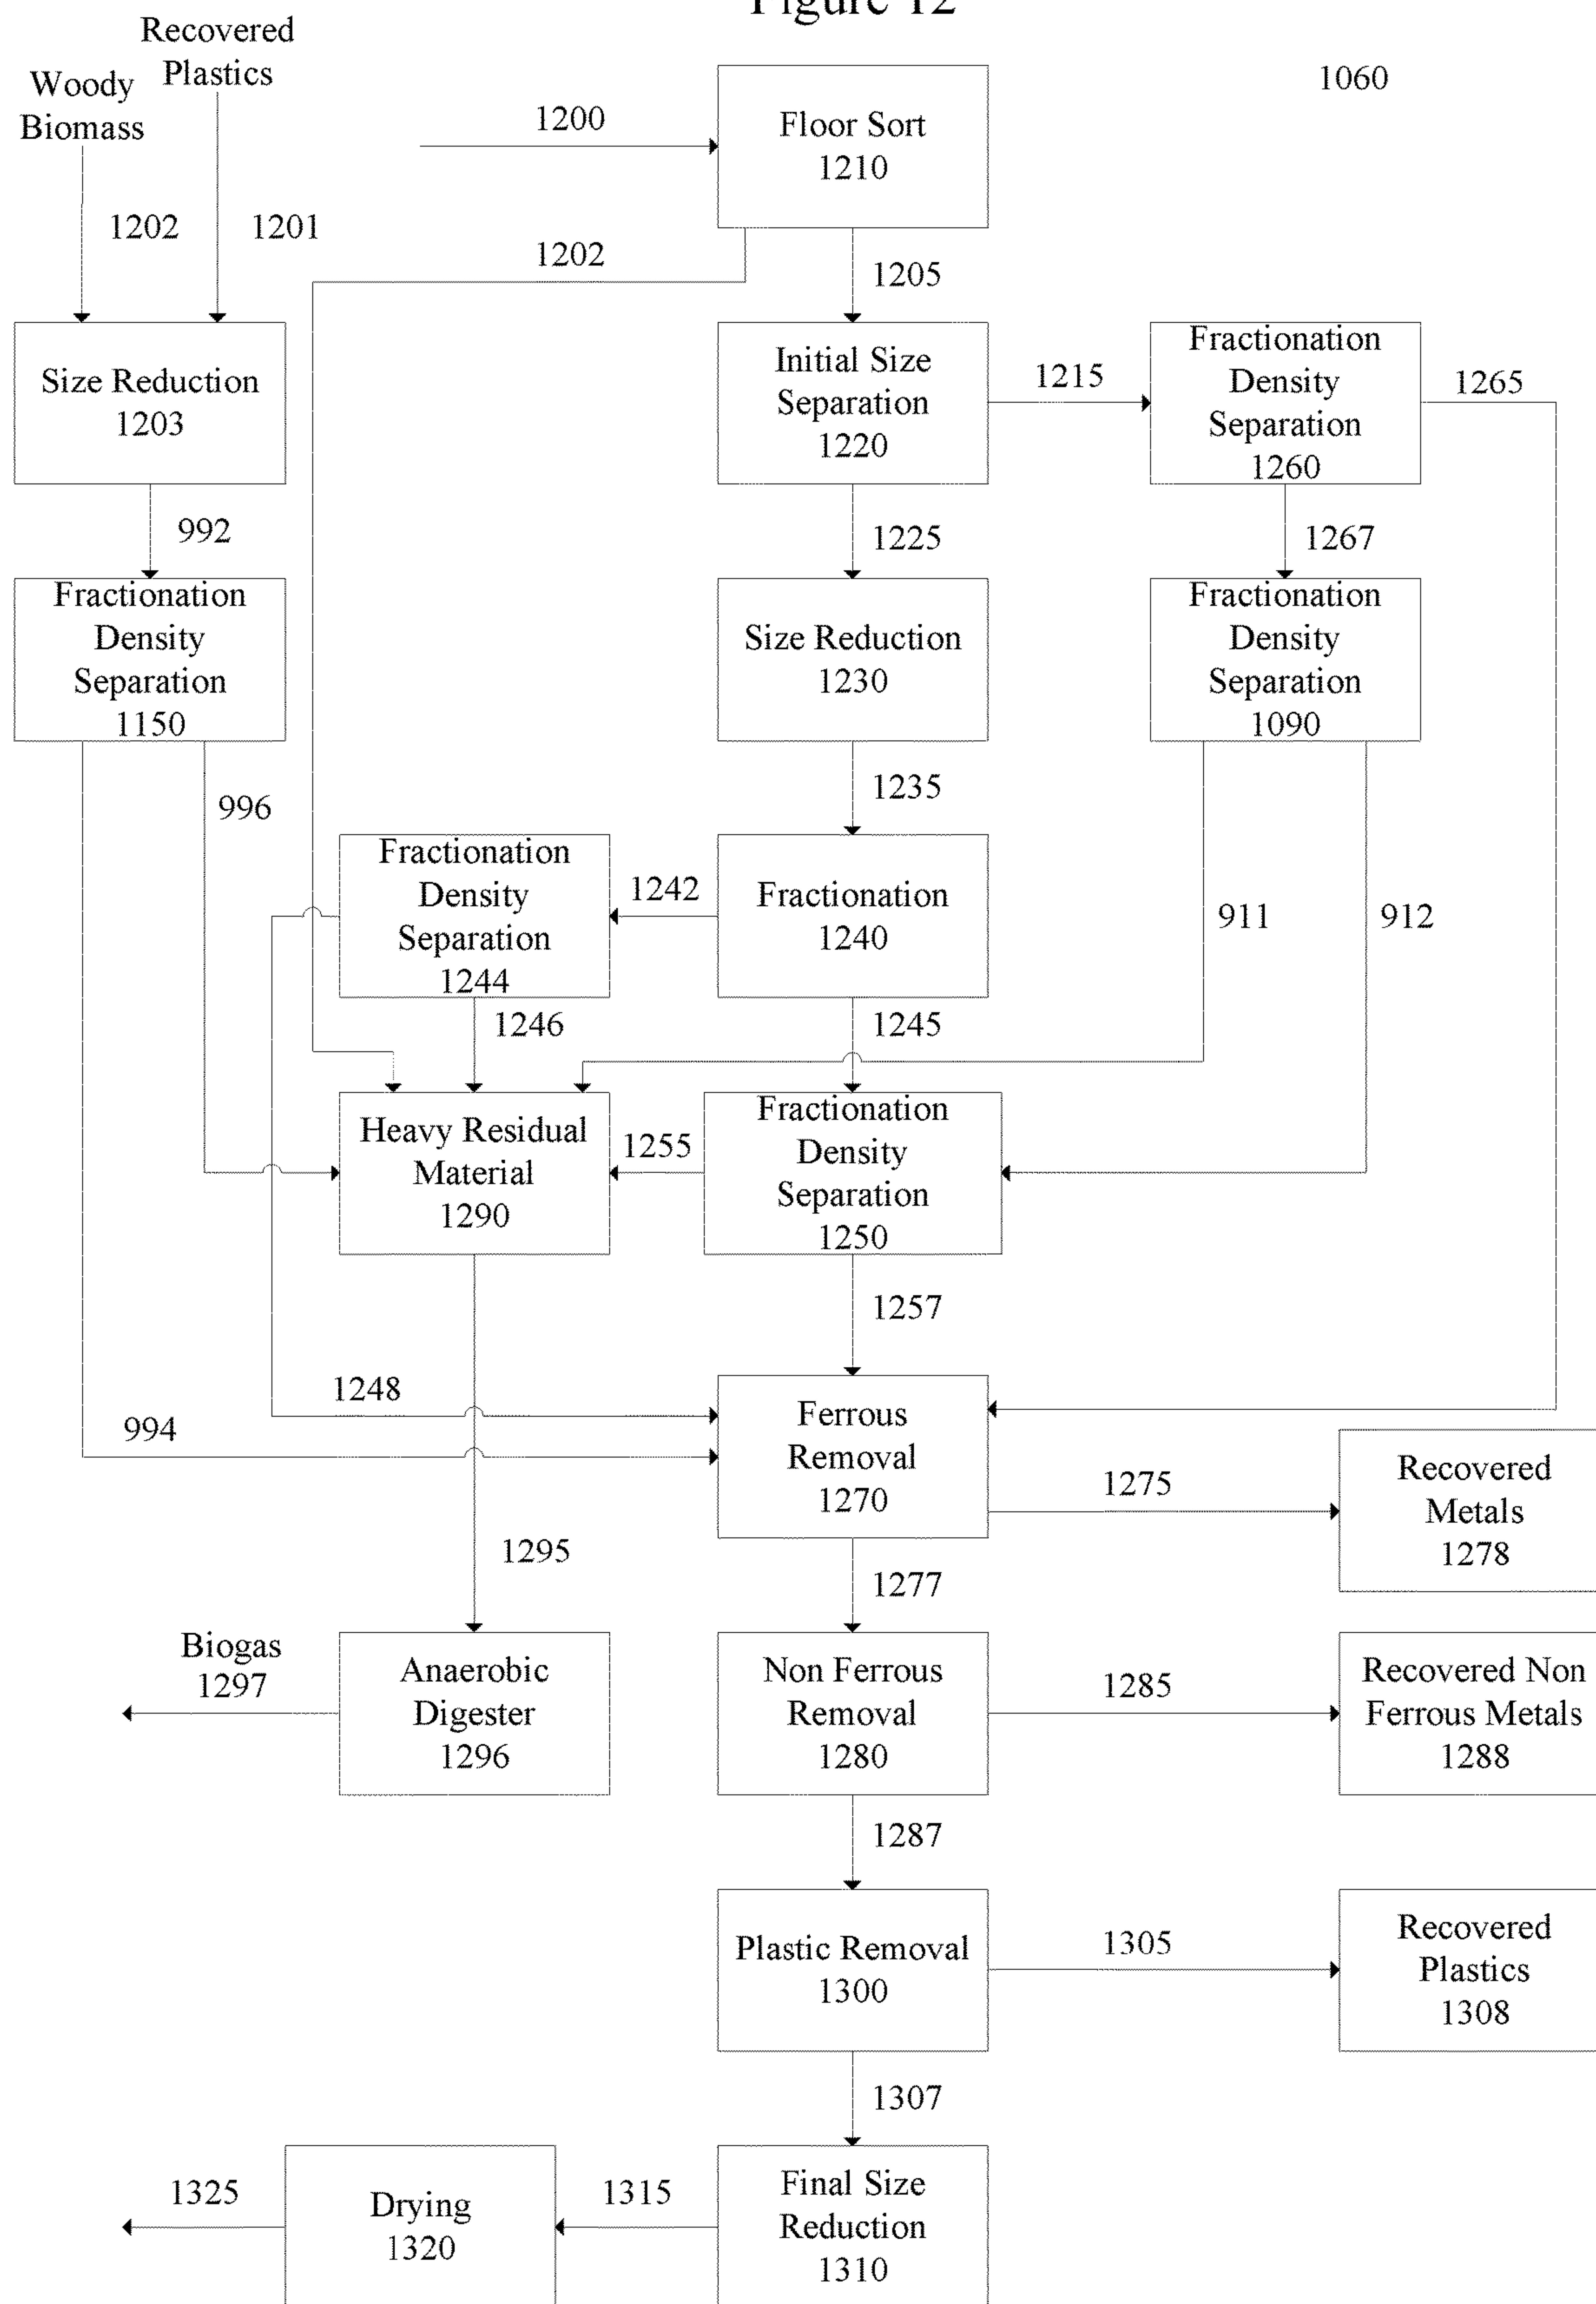 Figure 12
Recovered
Plastics
Woody
Biomass
1060
1200
Floor Sort
1210
1202
1201
1202
1205
Size Reduction
1203
Initial Size
Separation
1220
1215
Fractionation
Density
Separation
1260
1265
992
1225
1267
Fractionation
Density
Separation
1150
Size Reduction
1230
Fractionation
Density
Separation
1090
996
1235
Fractionation
Density
Separation
1244
1242
Fractionation
1240
911
912
1246
1245
Heavy Residual
Material
1290
1255
Fractionation
Density
Separation
1250
1257
1248
994
Ferrous
Removal
1270
1275
Recovered
Metals
1278
1295
1277
Biogas
1297
Anaerobic
Digester
1296
Non Ferrous
Removal
1280
1285
Recovered Non
Ferrous Metals
1288
1287
Plastic Removal
1300
1305
Recovered
Plastics
1308
1307
1325
Drying
1320
1315
Final Size
Reduction
1310